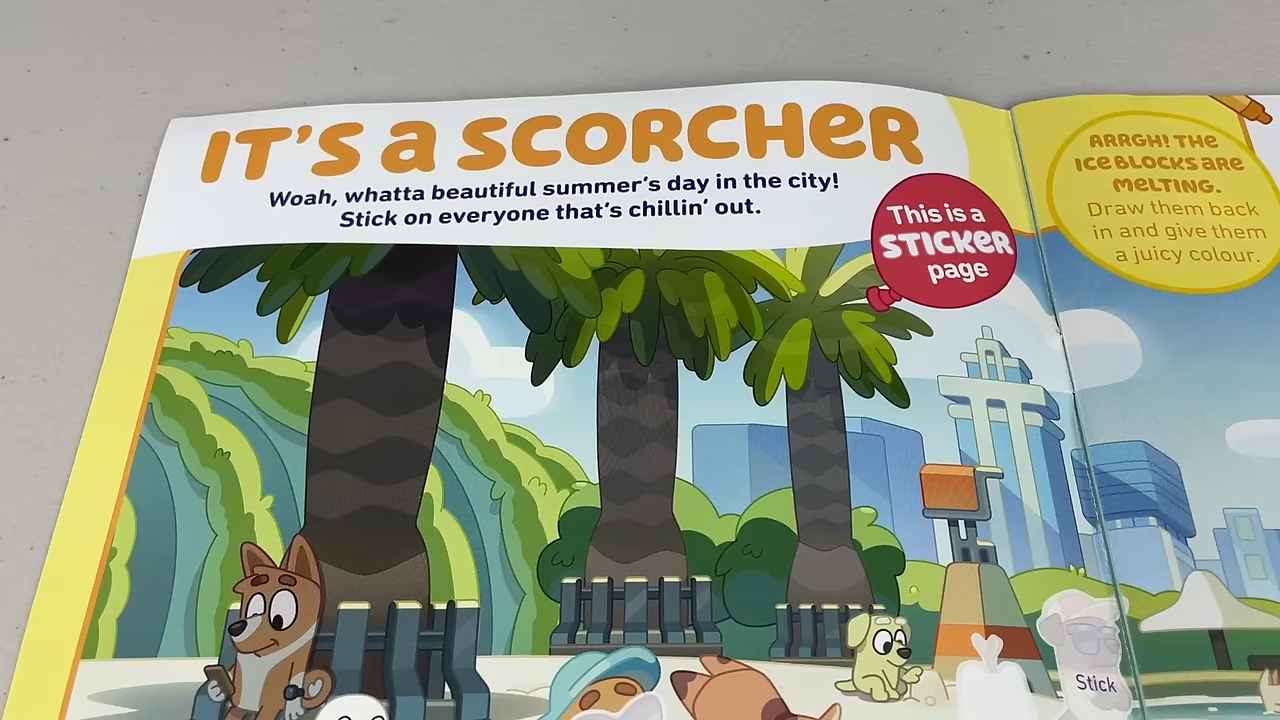 IT'S a SCORCHER
Woah, whatta beautiful summer's day in the city!
Stick on everyone that's chillin' out.
This is a
STICKER
page
ARRGH! THE
ICE BLOCKS ARE
MELTING.
Draw them back
in and give them
a juicy colour.
Stick